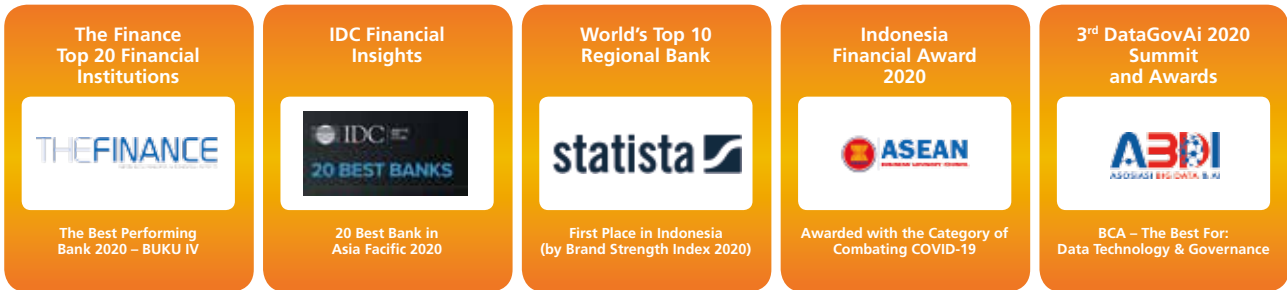 The Finance
Top 20 Financial
Institutions
THEFINANCE
The Best Performing
Bank 2020 – BUKU IV
IDC Financial
Insights
IDC
20 BEST BANKS
20 Best Bank in
Asia Facific 2020
World's Top 10
Regional Bank
statista
First Place in Indonesia
(by Brand Strength Index 2020)
Indonesia
Financial Award
2020
ASEAN
Awarded with the Category of
Combating COVID-19
3rd DataGovAi 2020
Summit
and Awards
ABDI
ASOSIASI BIG DATA & AI
BCA – The Best For:
Data Technology & Governance